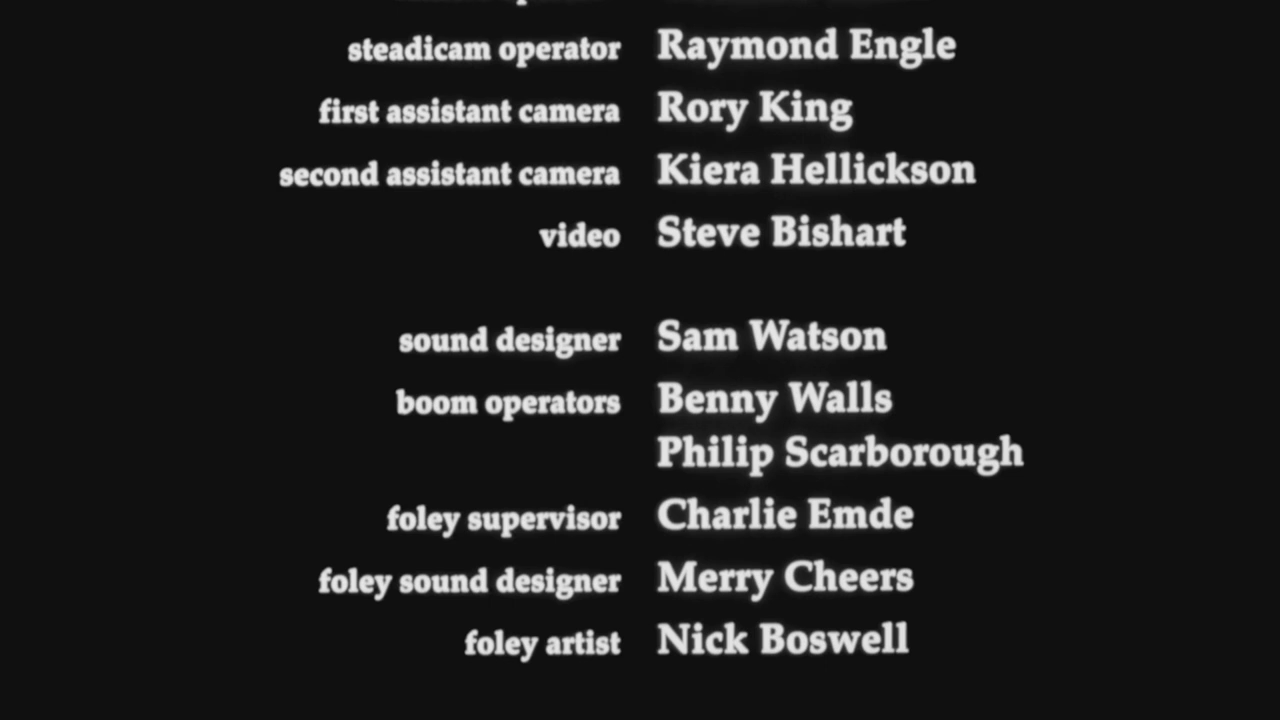 steadicam operator Raymond Engle
first assistant camera Rory King
second assistant camera Kiera Hellickson
video Steve Bishart
sound designer Sam Watson
boom operators Benny Walls
Philip Scarborough
foley supervisor Charlie Emde
foley sound designer Merry Cheers
foley artist Nick Boswell